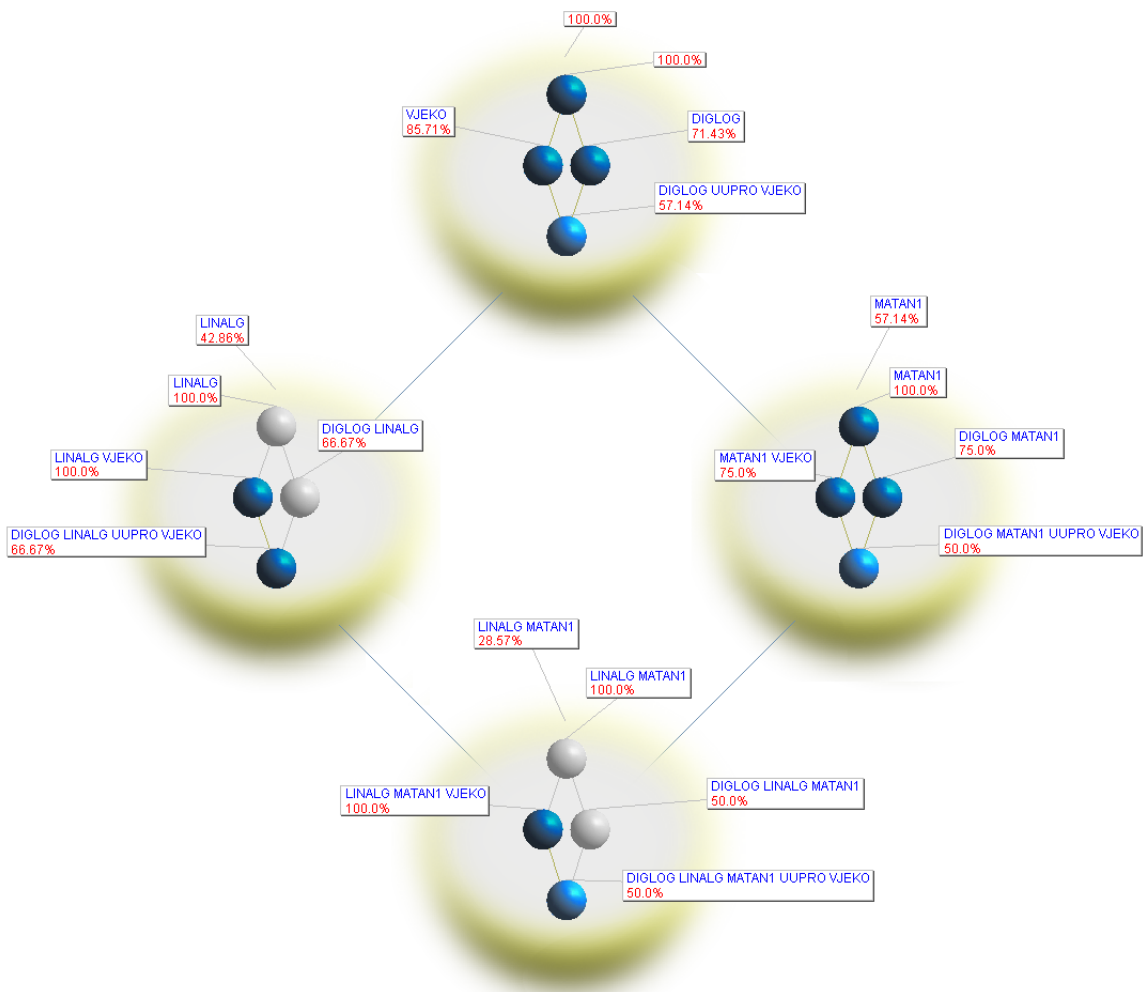 100.0%
100.0%
VJEKO
85.71%
DIGLOG
71.43%
DIGLOG UUPRO VJEKO
57.14%
LINALG
42.86%
LINALG
100.0%
DIGLOG LINALG
66.67%
LINALG VJEKO
100.0%
DIGLOG LINALG UUPRO VJEKO
66.67%
MATAN1
57.14%
MATAN1
100.0%
DIGLOG MATAN1
75.0%
MATAN1 VJEKO
75.0%
DIGLOG MATAN1 UUPRO VJEKO
50.0%
LINALG MATAN1
28.57%
LINALG MATAN1
100.0%
LINALG MATAN1 VJEKO
100.0%
DIGLOG LINALG MATAN1
50.0%
DIGLOG LINALG MATAN1 UUPRO VJEKO
50.0%